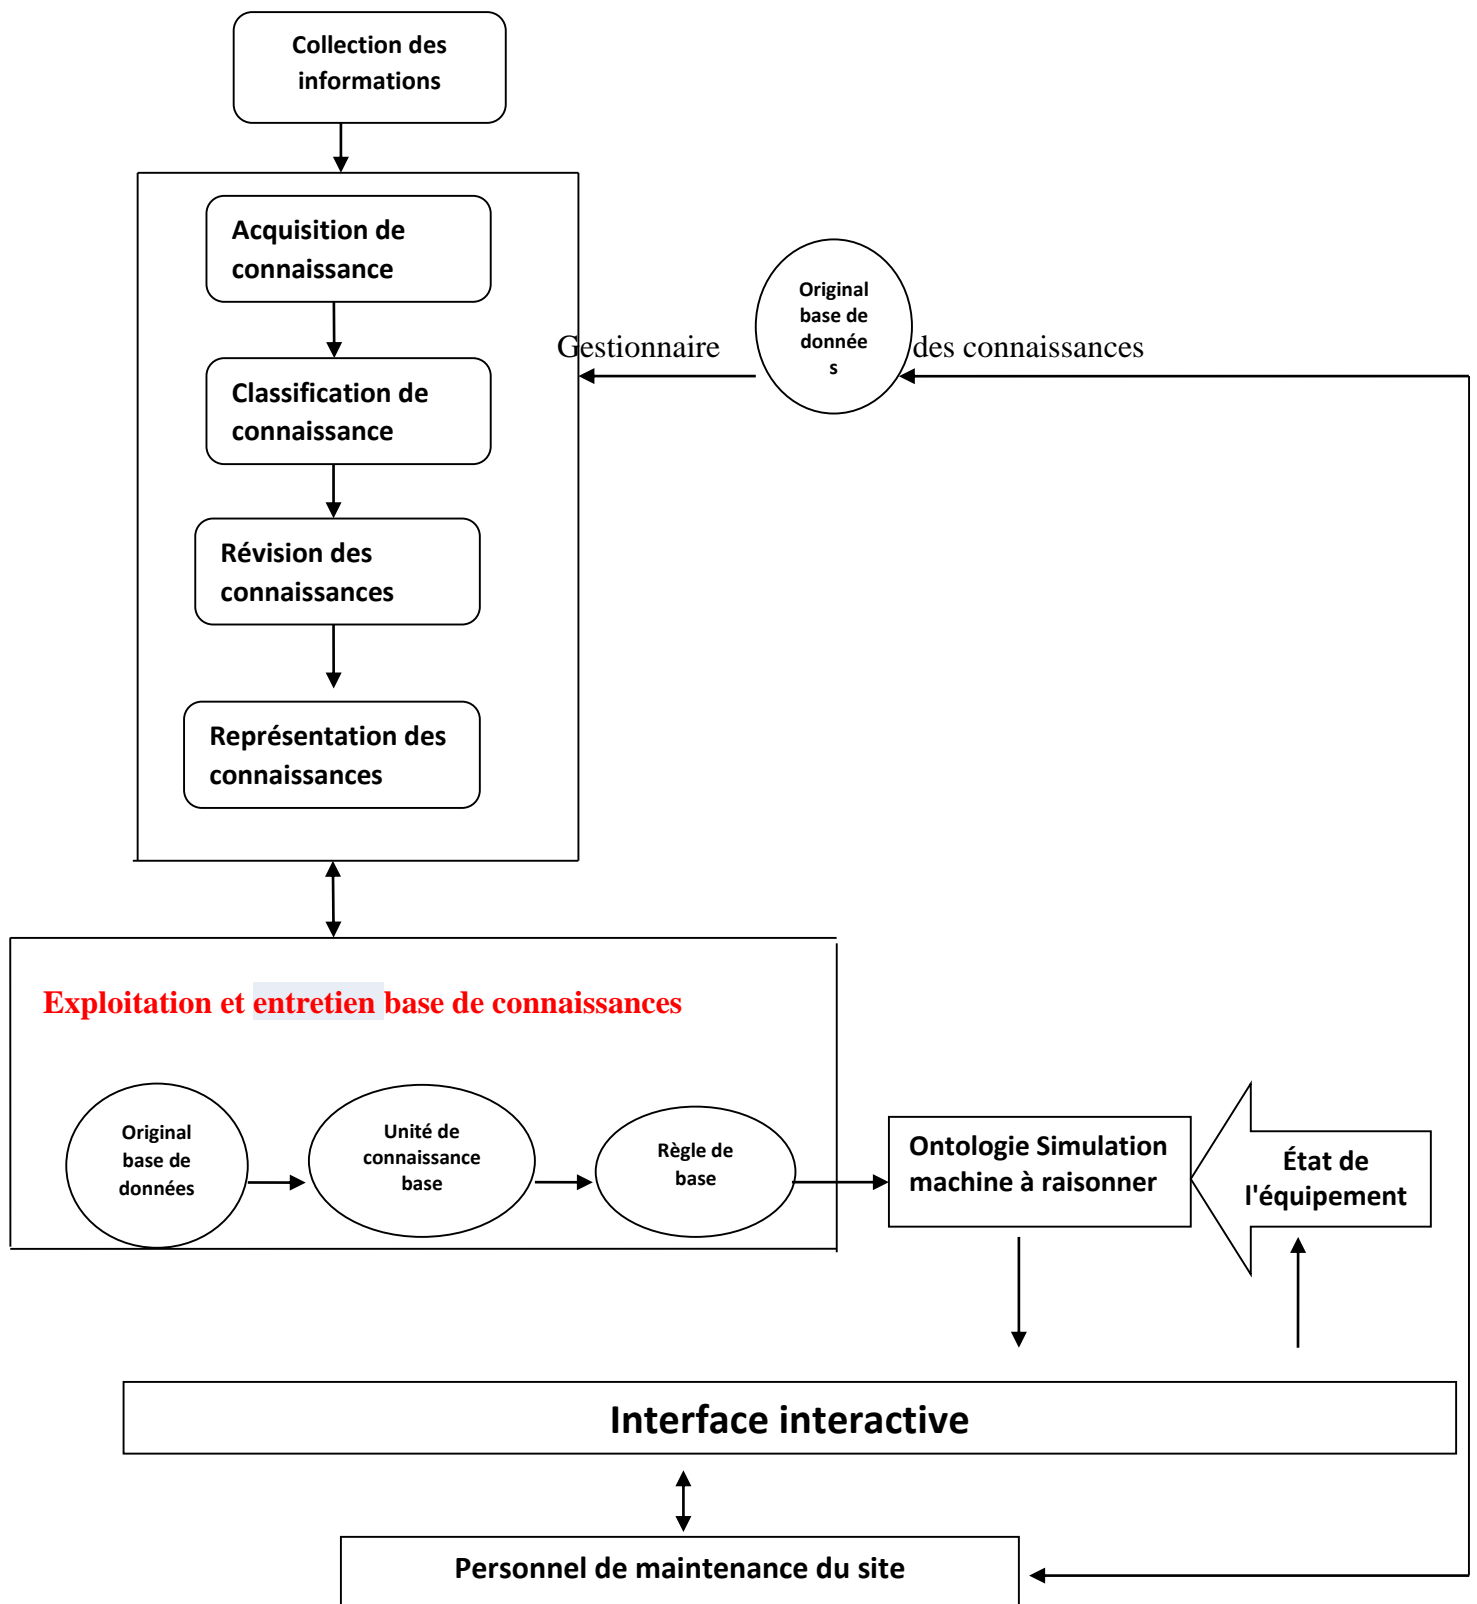 Collection des
informations
Acquisition de
connaissance
Original
base de
donnée
s
Gestionnaire des connaissances
Classification de
connaissance
Révision des
connaissances
Représentation des
connaissances
Exploitation et entretien base de connaissances
Original
base de
données
Unité de
connaissance
base
Règle de
base
Ontologie Simulation
machine à raisonner
État de
l'équipement
Interface interactive
Personnel de maintenance du site